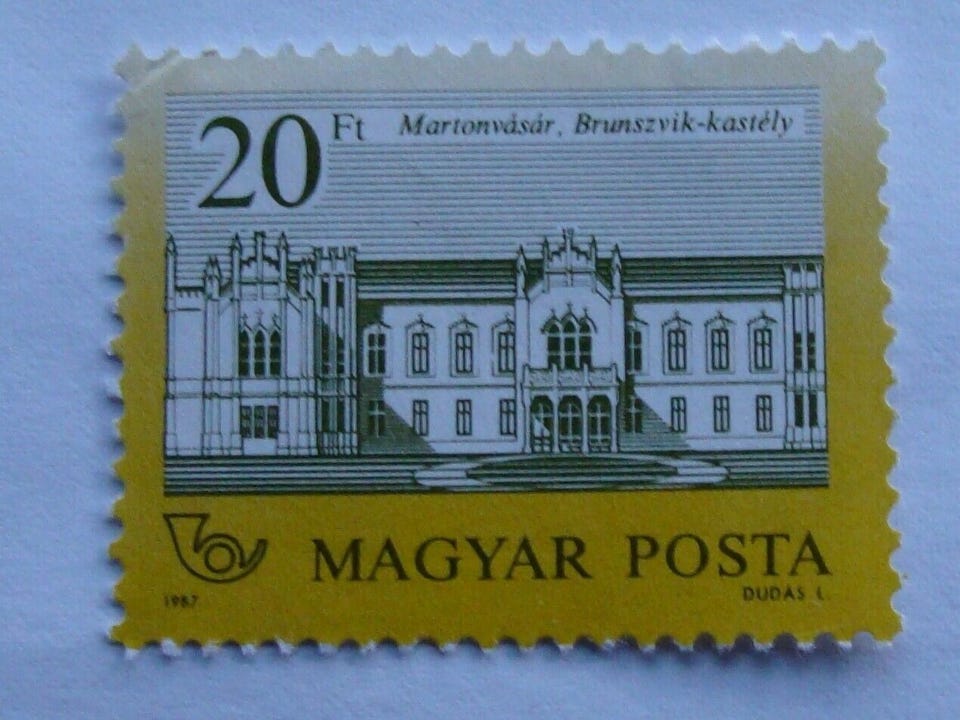 20 Ft Martonvásár, Brunszvik-kastély
MAGYAR POSTA
1987 DUDÁS L.